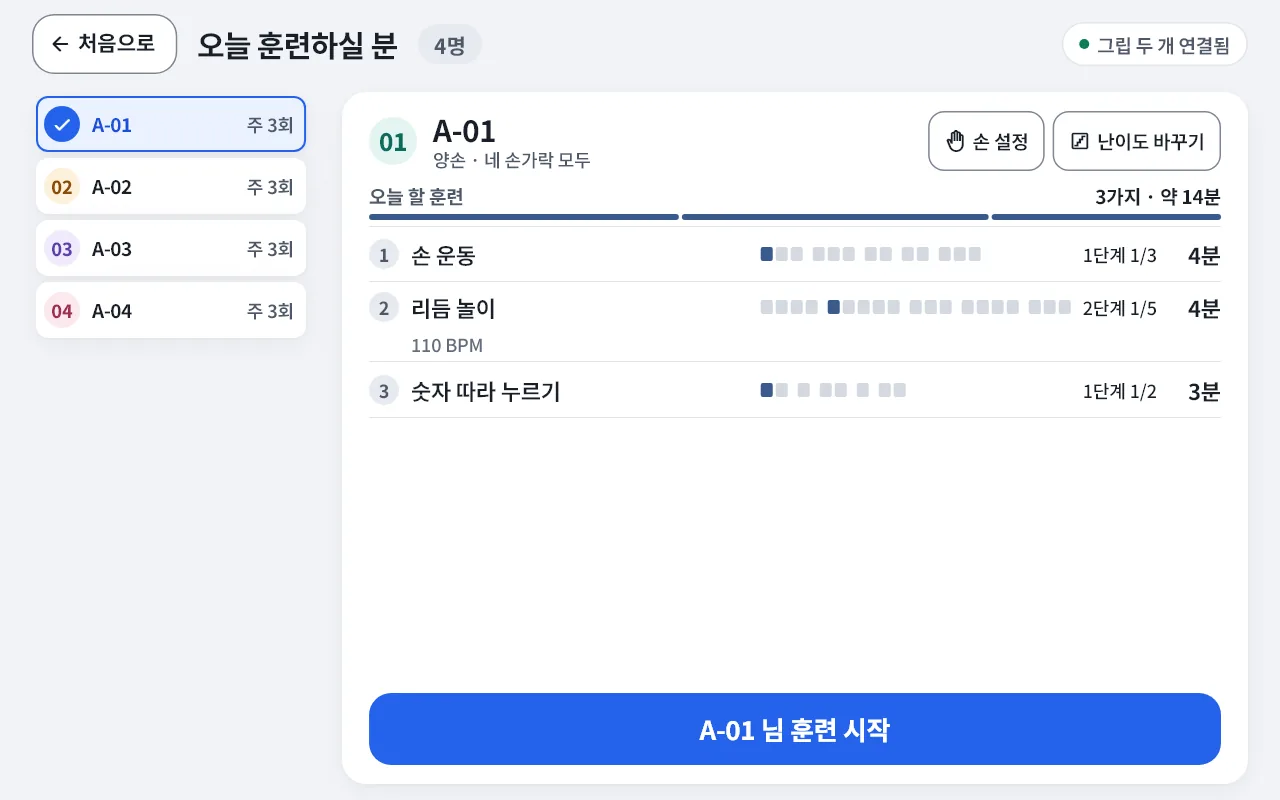 ← 처음으로
오늘 훈련하실 분 4명
그립 두 개 연결됨
A-01 주 3회
02 A-02 주 3회
03 A-03 주 3회
04 A-04 주 3회
01 A-01
양손 · 네 손가락 모두
손 설정
난이도 바꾸기
오늘 할 훈련 3가지 · 약 14분
1 손 운동 1단계 1/3 4분
2 리듬 놀이 2단계 1/5 4분
110 BPM
3 숫자 따라 누르기 1단계 1/2 3분
A-01 님 훈련 시작